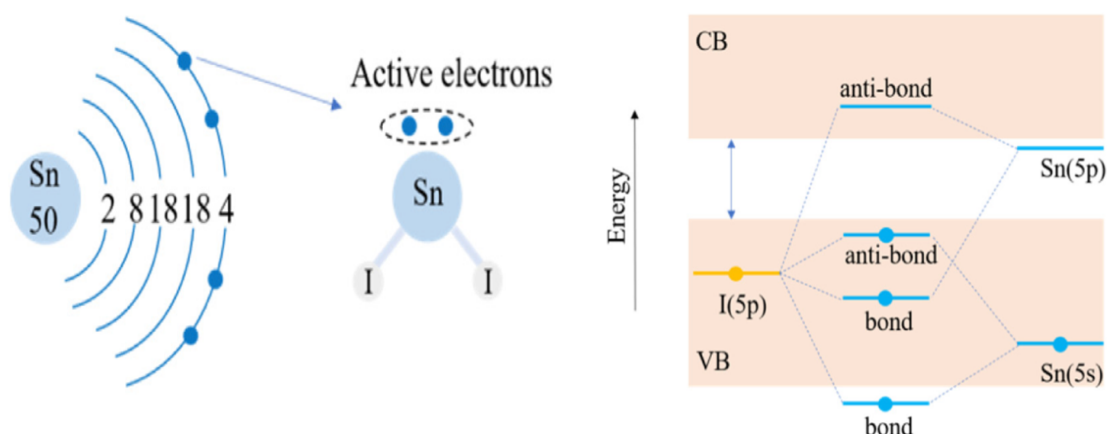 Sn
50
2 8 18 18 4
Active electrons
Sn
I I
Energy
CB
anti-bond
Sn(5p)
anti-bond
I(5p)
bond
VB
Sn(5s)
bond